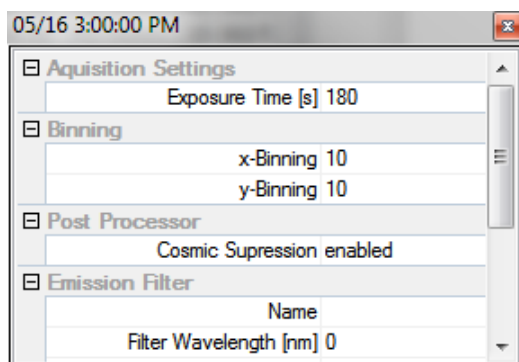 05/16 3:00:00 PM
Aquisition Settings
Exposure Time [s] 180
Binning
x-Binning 10
y-Binning 10
Post Processor
Cosmic Supression enabled
Emission Filter
Name
Filter Wavelength [nm] 0